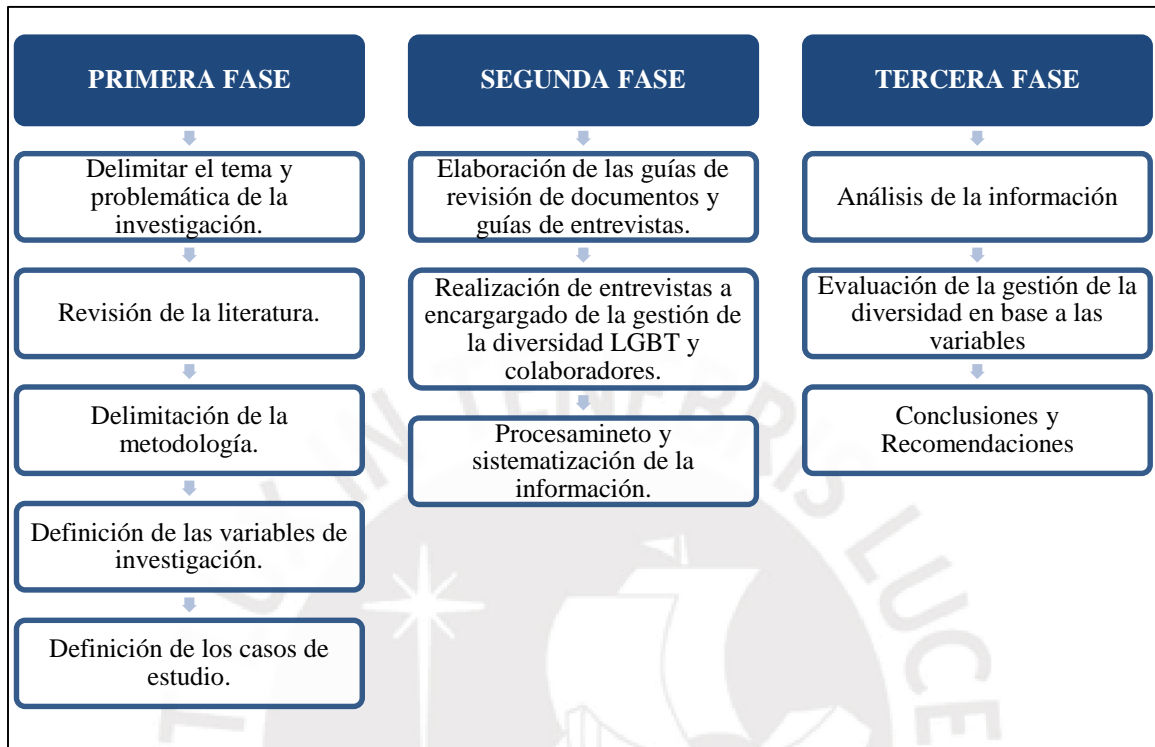 PRIMERA FASE
Delimitar el tema y
problemática de la
investigación.
Revisión de la literatura.
Delimitación de la
metodología.
Definición de las variables de
investigación.
Definición de los casos de
estudio.
SEGUNDA FASE
Elaboración de las guías de
revisión de documentos y
guías de entrevistas.
Realización de entrevistas a
encargargado de la gestión de
la diversidad LGBT y
colaboradores.
Procesamineto y
sistematización de la
información.
TERCERA FASE
Análisis de la información
Evaluación de la gestión de la
diversidad en base a las
variables
Conclusiones y
Recomendaciones
IN TENEBRIS LUCE